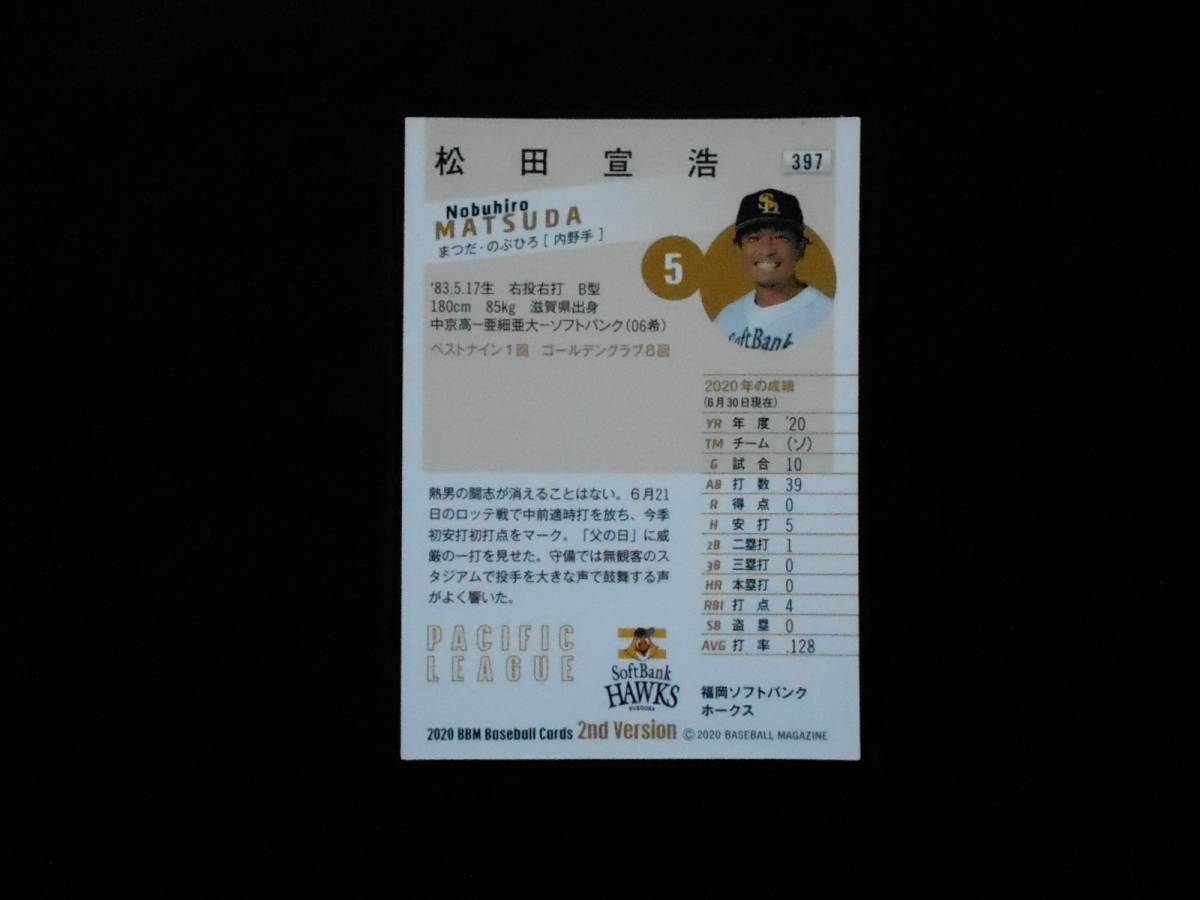 松田宣浩 397
Nobuhiro
MATSUDA
まつだ・のぶひろ [ 内野手 ]
5
'83.5.17生 右投右打 B型
180cm 85kg 滋賀県出身
中京高ー亜細亜大ーソフトバンク(06希)
ベストナイン1回 ゴールデングラブ8回
SoftBank
2020年の成績
(6月30日現在)
YR 年度 '20
TM チーム (ソ)
G 試合 10
AB 打数 39
R 得点 0
H 安打 5
2B 二塁打 1
3B 三塁打 0
HR 本塁打 0
RBI 打点 4
SB 盗塁 0
AVG 打率 .128
熱男の闘志が消えることはない。6月21
日のロッテ戦で中前適時打を放ち、今季
初安打初打点をマーク。「父の日」に威
厳の一打を見せた。守備では無観客のス
タジアムで投手を大きな声で鼓舞する声
がよく響いた。
PACIFIC
LEAGUE
SoftBank
HAWKS
FUKUOKA
福岡ソフトバンク
ホークス
2020 BBM Baseball Cards 2nd Version ©2020 BASEBALL MAGAZINE